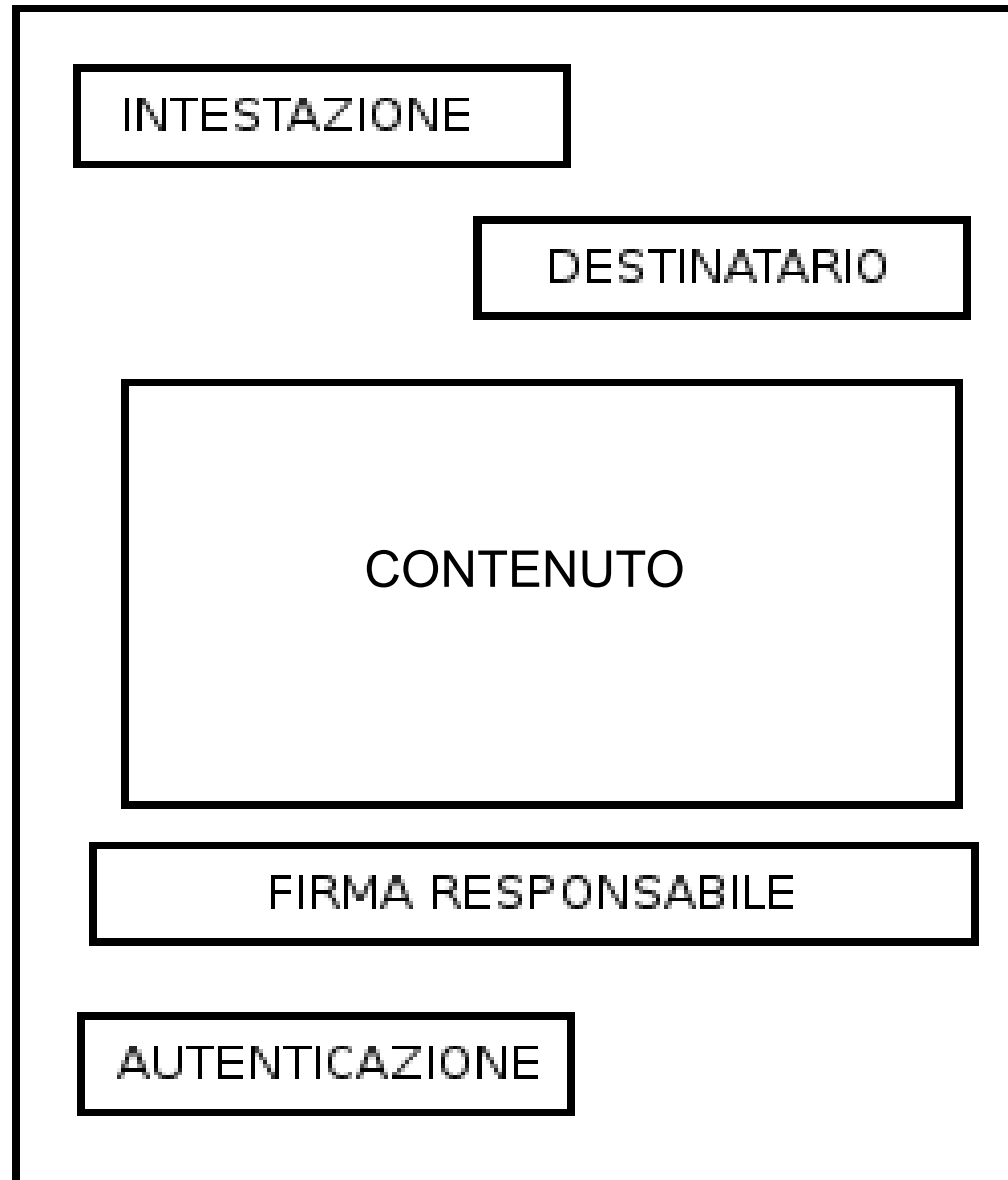 INTESTAZIONE
DESTINATARIO
CONTENUTO
FIRMA RESPONSABILE
AUTENTICAZIONE